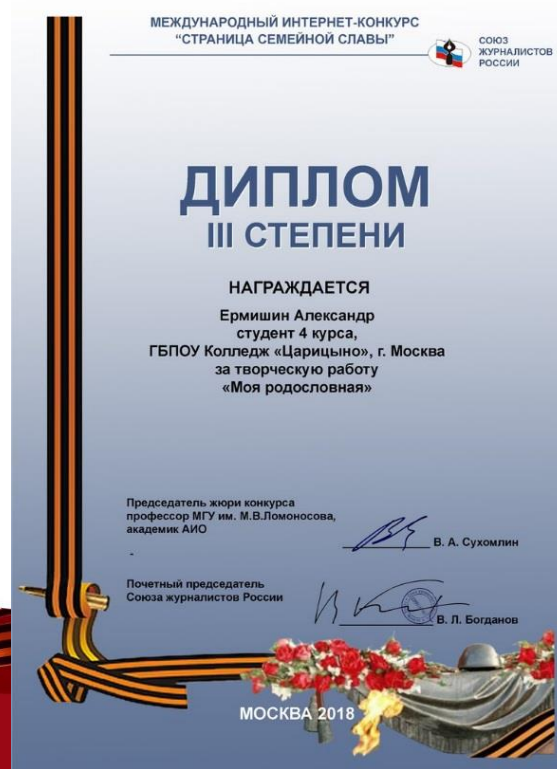 МЕЖДУНАРОДНЫЙ ИНТЕРНЕТ-КОНКУРС
“СТРАНИЦА СЕМЕЙНОЙ СЛАВЫ”
СОЮЗ
ЖУРНАЛИСТОВ
РОССИИ
ДИПЛОМ
III СТЕПЕНИ
НАГРАЖДАЕТСЯ
Ермишин Александр
студент 4 курса,
ГБПОУ Колледж «Царицыно», г. Москва
за творческую работу
«Моя родословная»
Председатель жюри конкурса
профессор МГУ им. М.В.Ломоносова,
академик АИО
В. А. Сухомлин
Почетный председатель
Союза журналистов России
В. Л. Богданов
МОСКВА 2018